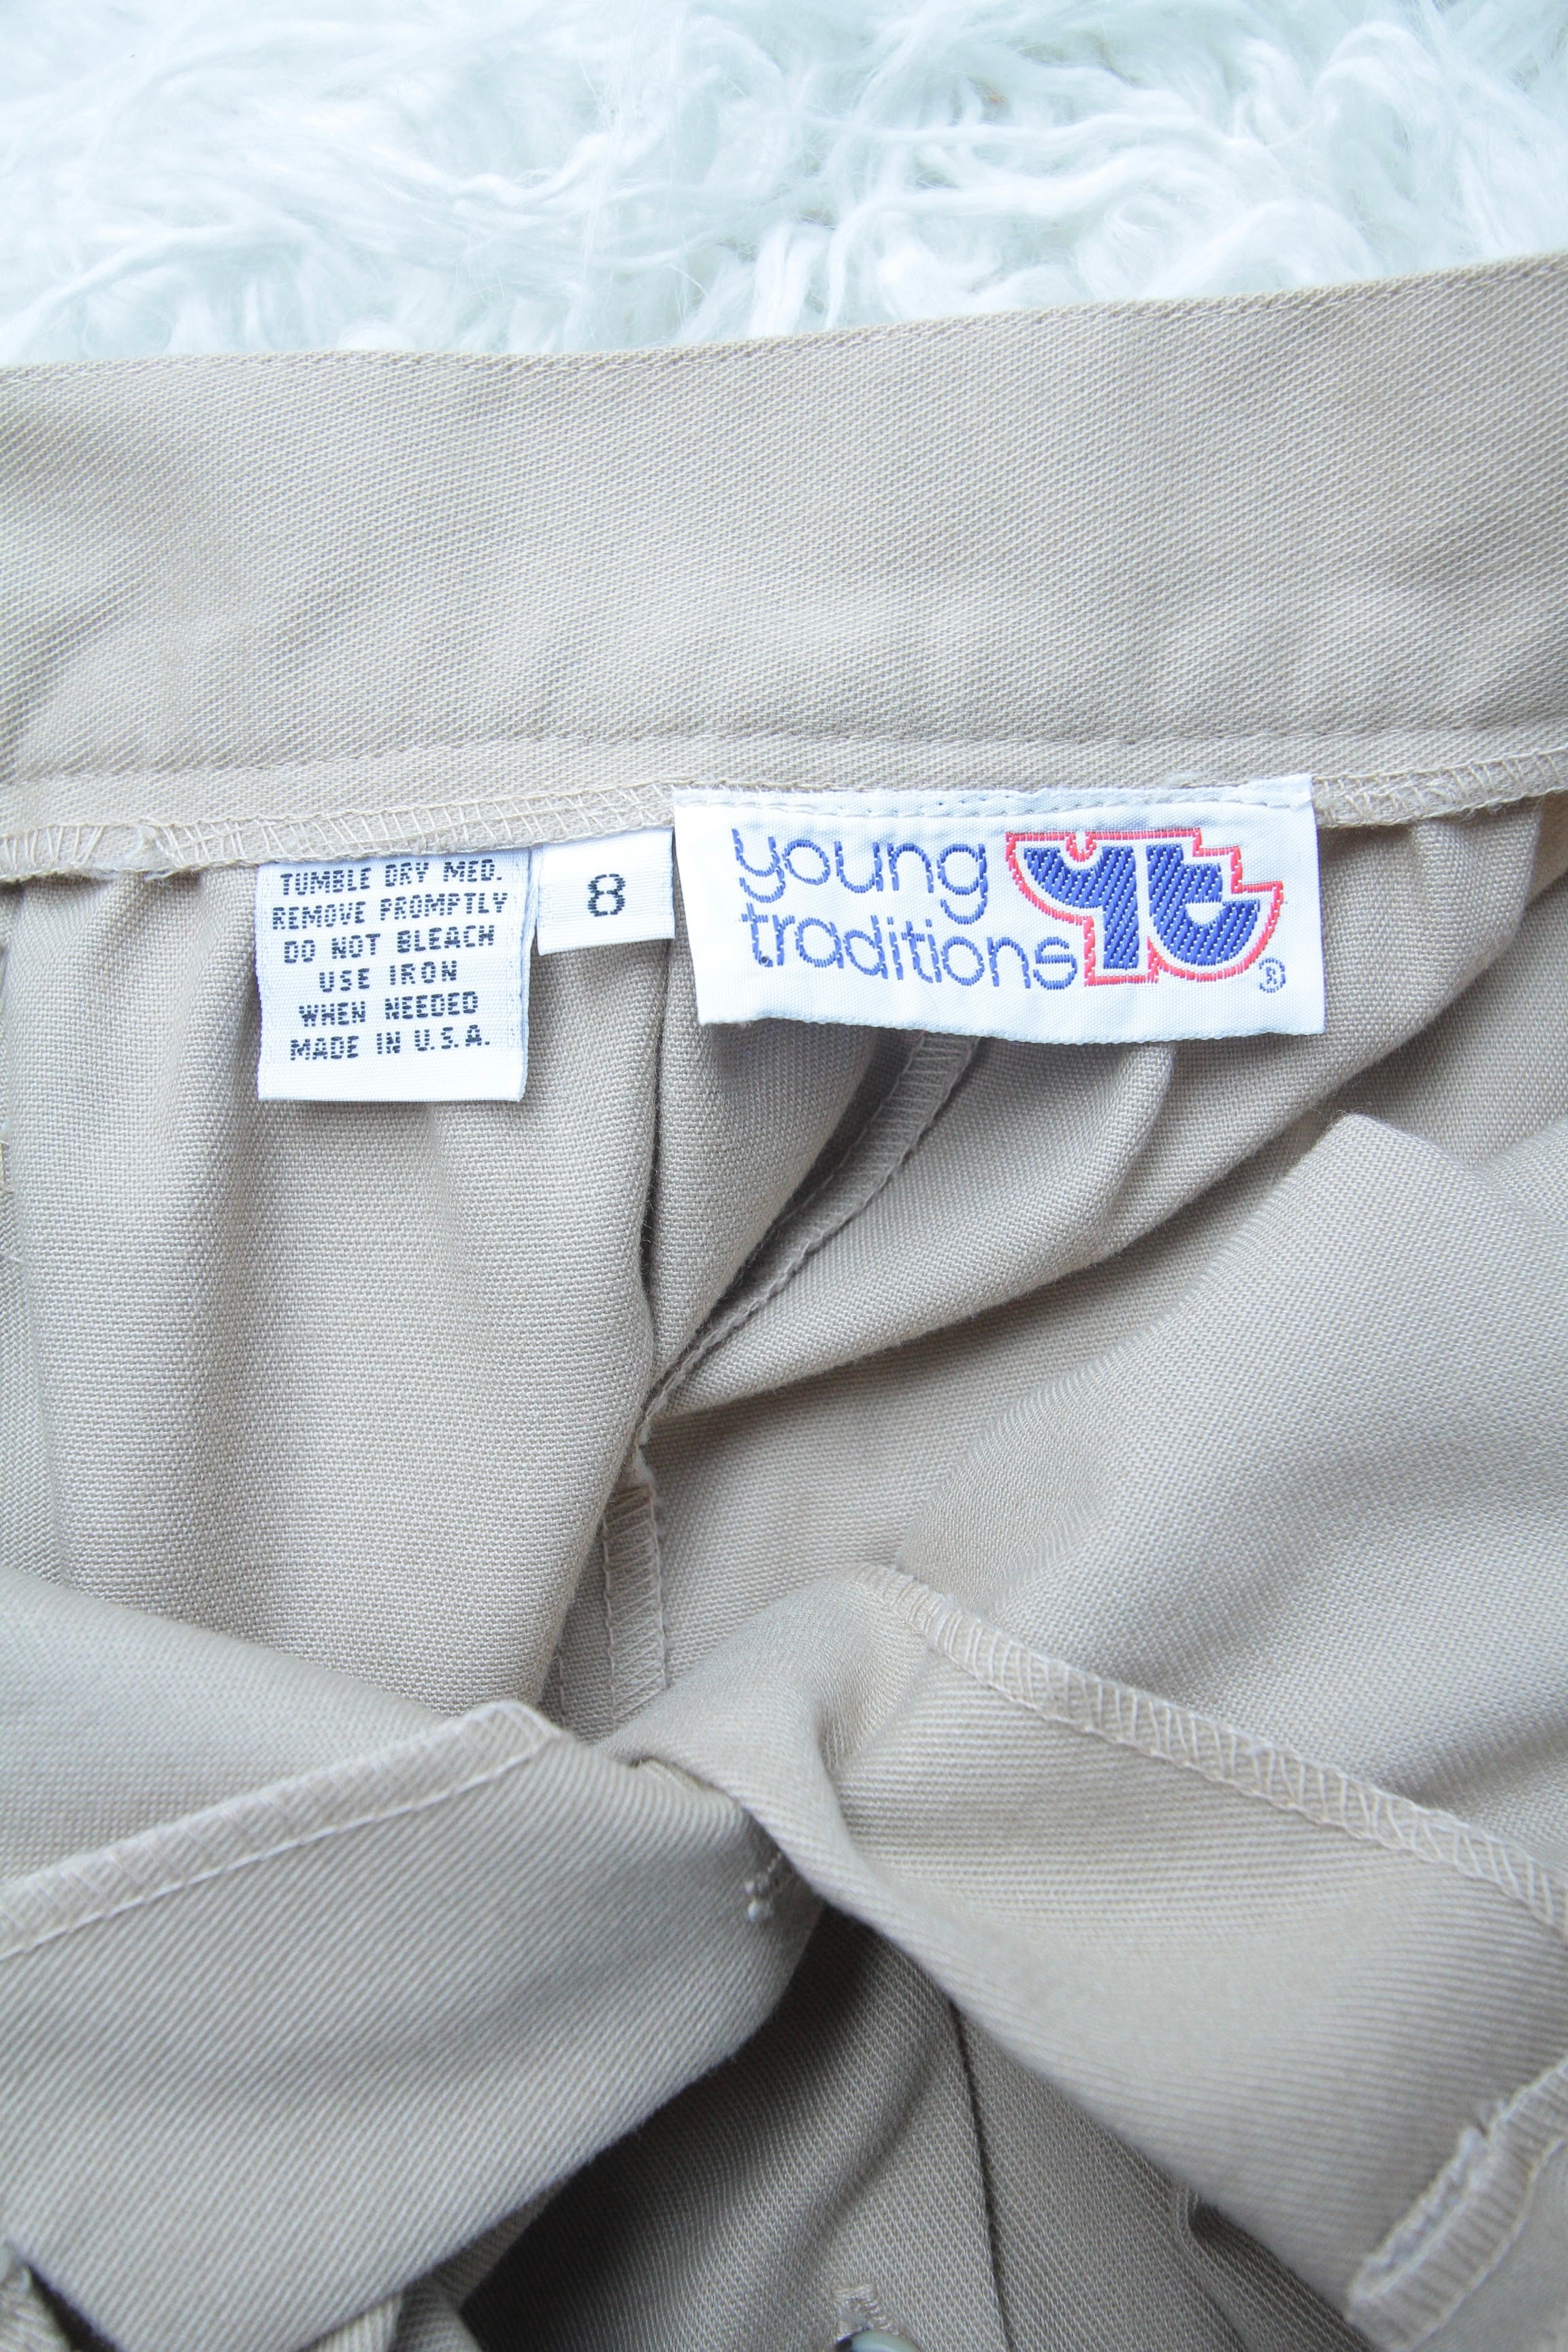 TUMBLE DRY MED.
REMOVE PROMPTLY
DO NOT BLEACH
USE IRON
WHEN NEEDED
MADE IN U.S.A.
8
young
traditions
yt
®